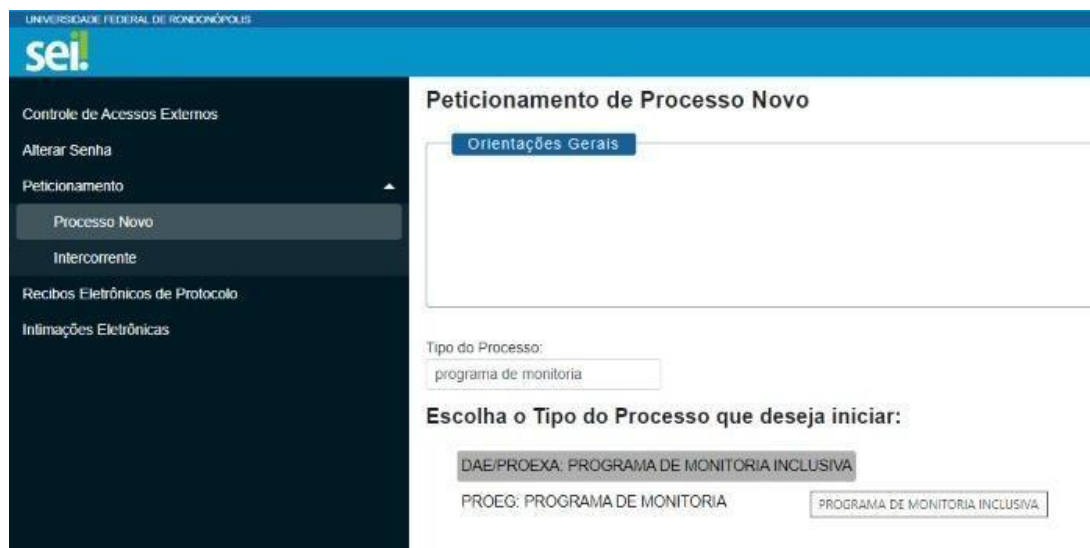 UNIVERSIDADE FEDERAL DE RONDONÓPOLIS
sei!
Controle de Acessos Externos
Alterar Senha
Peticionamento
Processo Novo
Intercorrente
Recibos Eletrônicos de Protocolo
Intimações Eletrônicas
Peticionamento de Processo Novo
Orientações Gerais
Tipo do Processo:
programa de monitoria
Escolha o Tipo do Processo que deseja iniciar:
DAE/PROEXA: PROGRAMA DE MONITORIA INCLUSIVA
PROEG: PROGRAMA DE MONITORIA
PROGRAMA DE MONITORIA INCLUSIVA